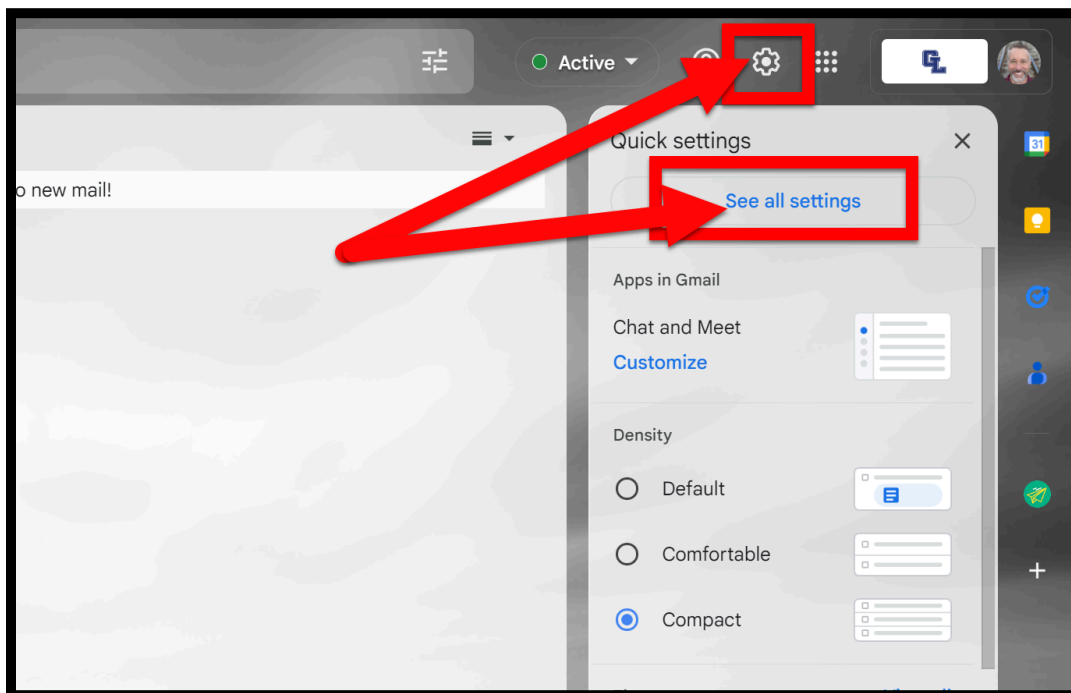 Active
GL
Quick settings
31
o new mail!
See all settings
Apps in Gmail
Chat and Meet
Customize
Density
Default
Comfortable
Compact